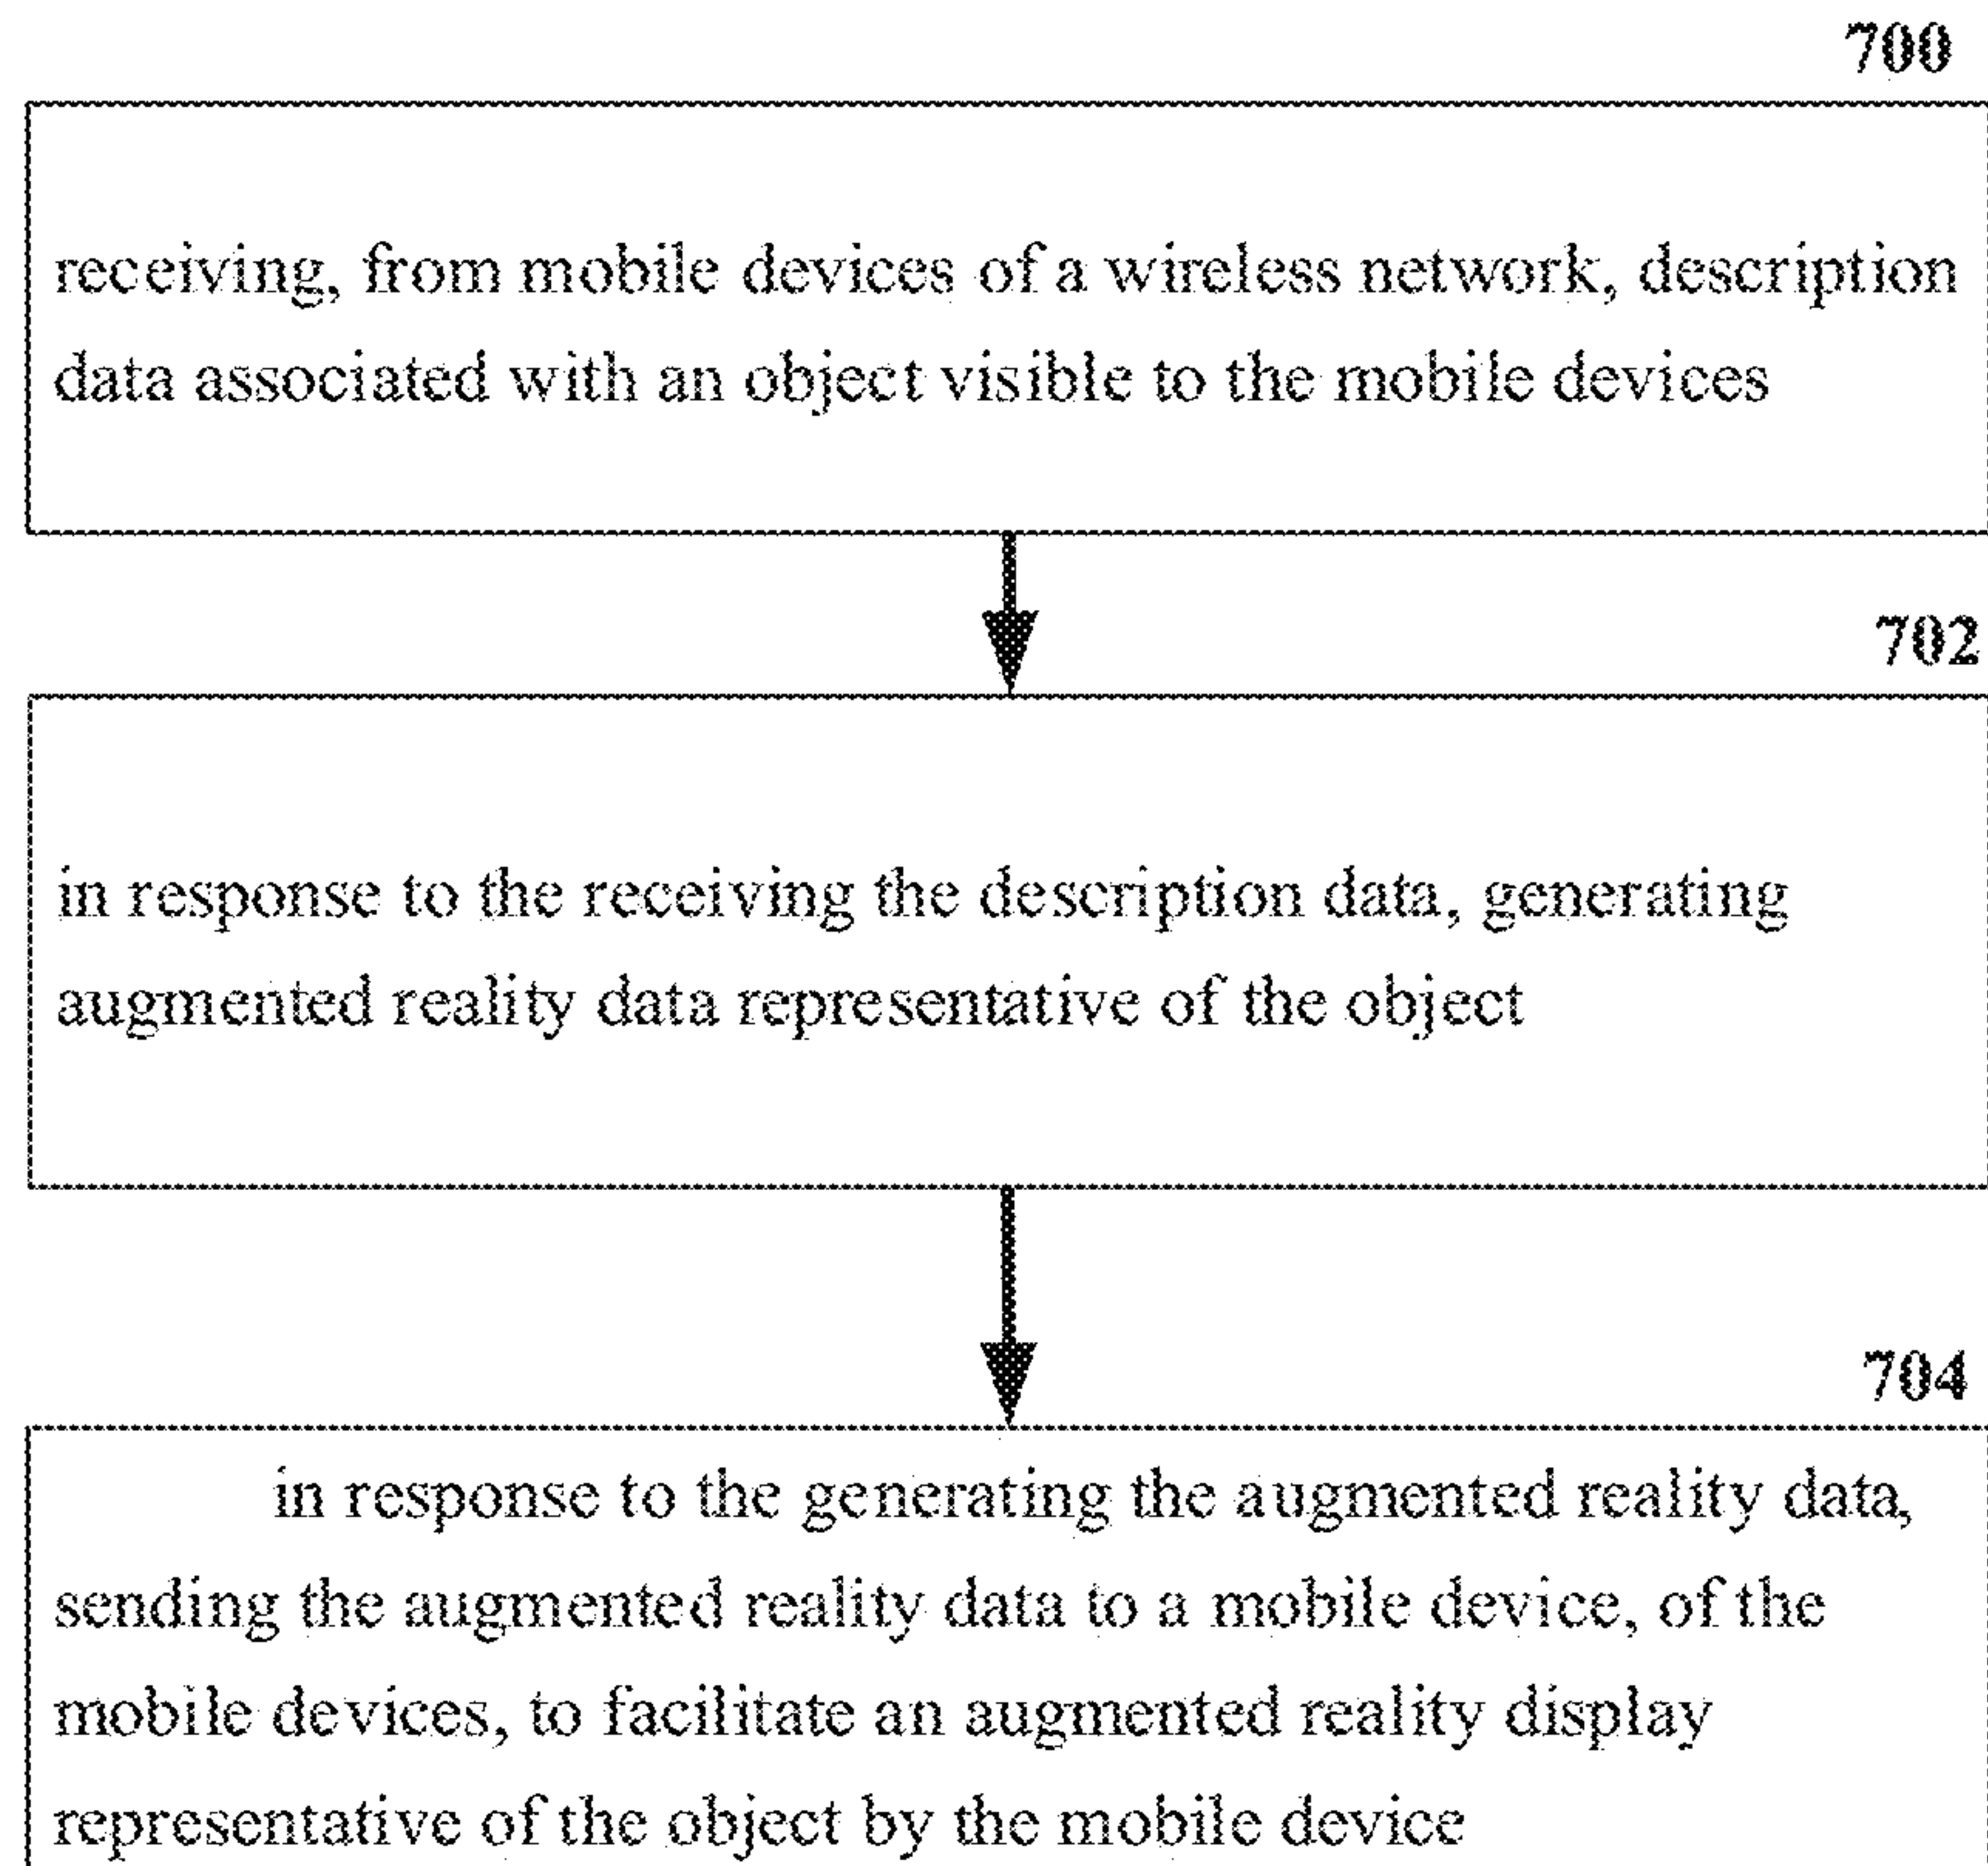 700
receiving, from mobile devices of a wireless network, description
data associated with an object visible to the mobile devices
702
in response to the receiving the description data, generating
augmented reality data representative of the object
704
in response to the generating the augmented reality data,
sending the augmented reality data to a mobile device, of the
mobile devices, to facilitate an augmented reality display
representative of the object by the mobile device